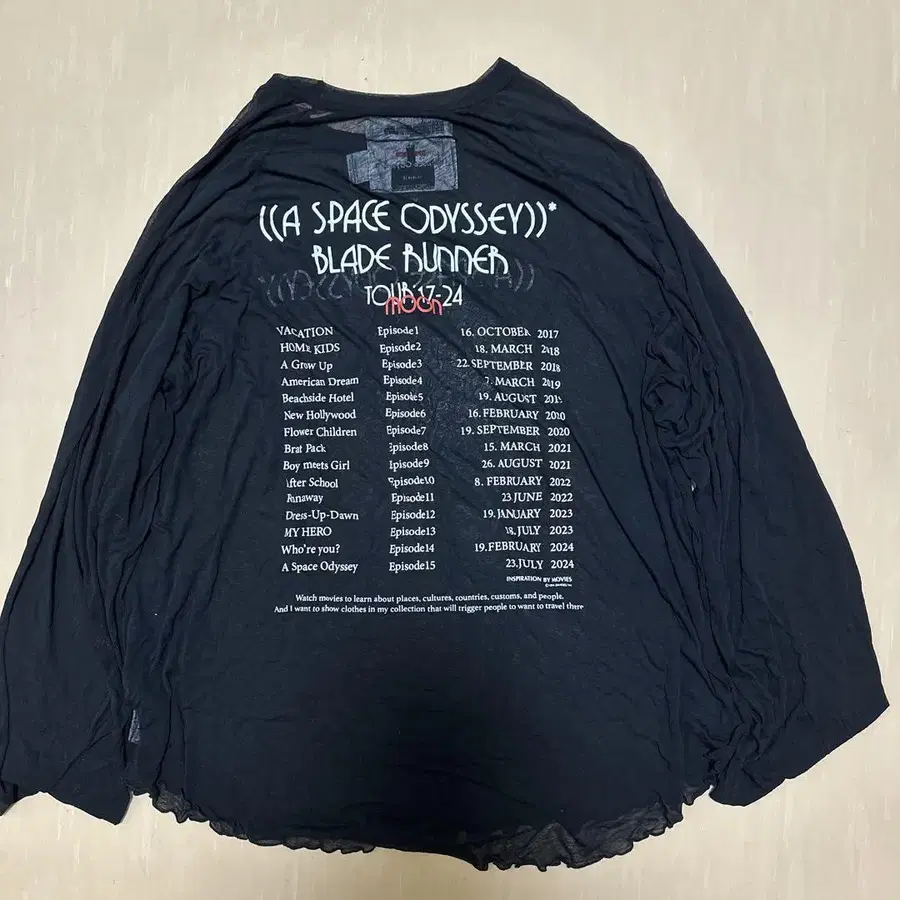 ((A SPACE ODYSSEY))*
BLADE RUNNER
TOUR '17-24
MOON
VACATION Episode1 16. OCTOBER 2017
HOME KIDS Episode2 18. MARCH 2018
A Grow Up Episode3 22. SEPTEMBER 2018
American Dream Episode4 MARCH 2019
Beachside Hotel Episode5 19. AUGUST 2019
New Hollywood Episode6 16. FEBRUARY 2020
Flower Children Episode7 19. SEPTEMBER 2020
Brat Pack Episode8 15. MARCH 2021
Boy meets Girl Episode9 26. AUGUST 2021
After School Episode10 8. FEBRUARY 2022
Runaway Episode11 23 JUNE 2022
Dress-Up-Dawn Episode12 19. JANUARY 2023
MY HERO Episode13 18. JULY 2023
Who're you? Episode14 19. FEBRUARY 2024
A Space Odyssey Episode15 23. JULY 2024
INSPIRATION BY MOVIES
Watch movies to learn about places, cultures, countries, customs, and people.
And I want to show clothes in my collection that will trigger people to want to travel there